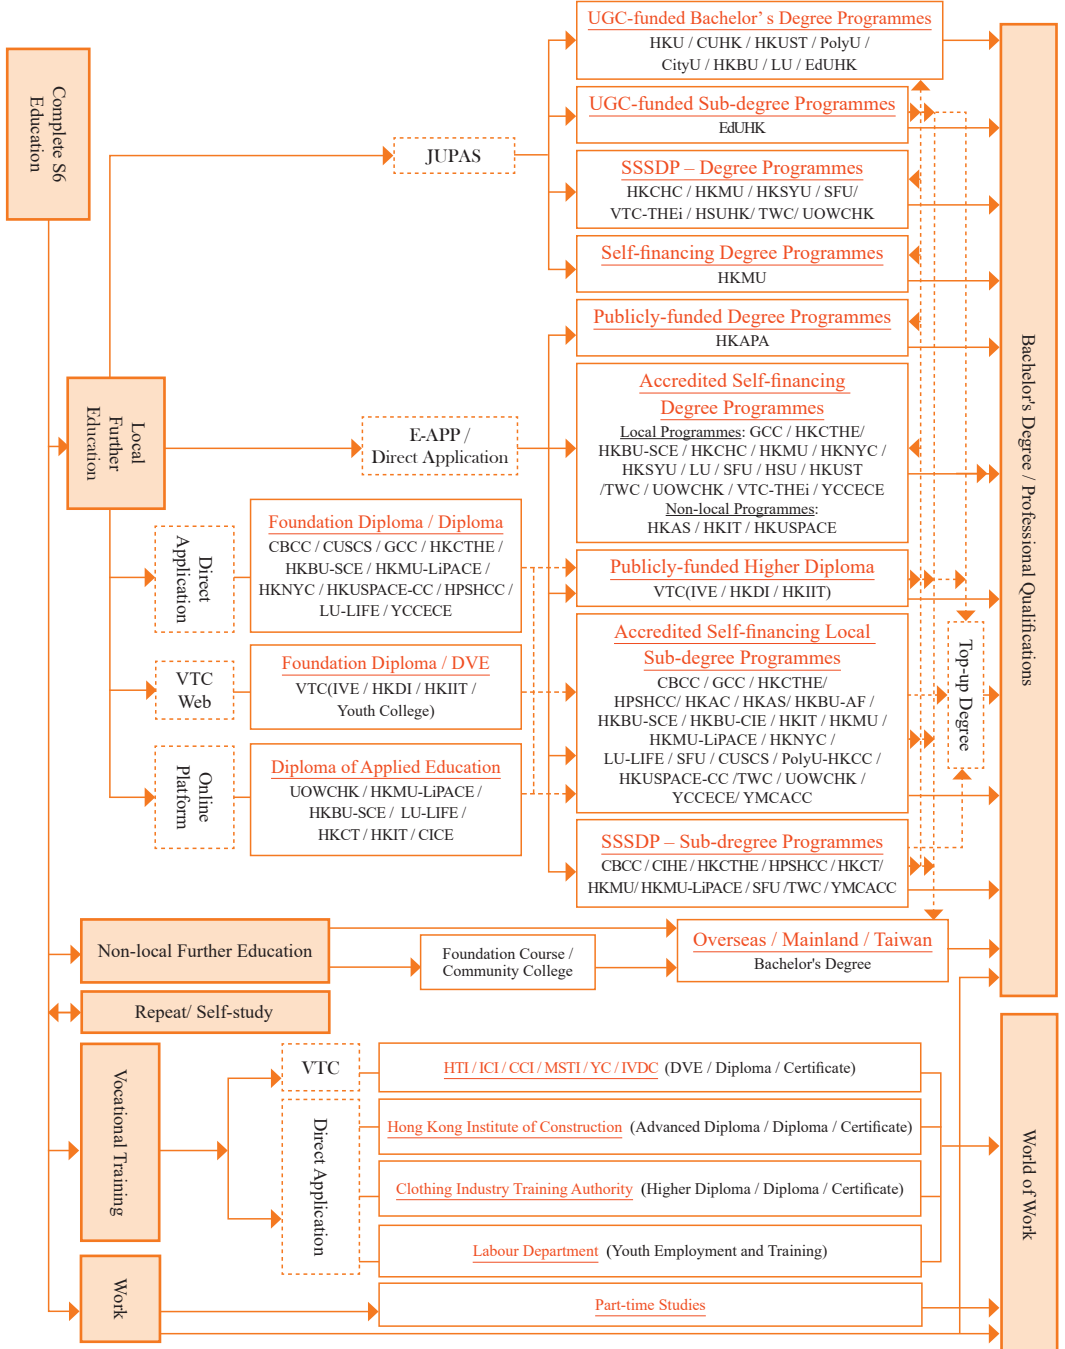 Complete S6
Education
JUPAS
UGC-funded Bachelor’ s Degree Programmes
HKU / CUHK / HKUST / PolyU /
CityU / HKBU / LU / EdUHK
UGC-funded Sub-degree Programmes
EdUHK
SSSDP – Degree Programmes
HKCHC / HKMU / HKSYU / SFU/
VTC-THEi / HSUHK/ TWC/ UOWCHK
Self-financing Degree Programmes
HKMU
Local
Further
Education
E-APP /
Direct Application
Publicly-funded Degree Programmes
HKAPA
Accredited Self-financing
Degree Programmes
Local Programmes: GCC / HKCTHE/
HKBU-SCE / HKCHC / HKMU / HKNYC /
HKSYU / LU / SFU / HSU / HKUST
/TWC / UOWCHK / VTC-THEi / YCCECE
Non-local Programmes:
HKAS / HKIT / HKUSPACE
Direct
Application
Foundation Diploma / Diploma
CBCC / CUSCS / GCC / HKCTHE /
HKBU-SCE / HKMU-LiPACE /
HKNYC / HKUSPACE-CC / HPSHCC /
LU-LIFE / YCCECE
VTC
Web
Foundation Diploma / DVE
VTC(IVE / HKDI / HKIIT /
Youth College)
Online
Platform
Diploma of Applied Education
UOWCHK / HKMU-LiPACE /
HKBU-SCE / LU-LIFE /
HKCT / HKIT / CICE
Publicly-funded Higher Diploma
VTC(IVE / HKDI / HKIIT)
Accredited Self-financing Local
Sub-degree Programmes
CBCC / GCC / HKCTHE/
HPSHCC/ HKAC / HKAS/ HKBU-AF /
HKBU-SCE / HKBU-CIE / HKIT / HKMU /
HKMU-LiPACE / HKNYC /
LU-LIFE / SFU / CUSCS / PolyU-HKCC /
HKUSPACE-CC /TWC / UOWCHK /
YCCECE/ YMCACC
SSSDP – Sub-dregree Programmes
CBCC / CIHE / HKCTHE / HPSHCC / HKCT/
HKMU/ HKMU-LiPACE / SFU /TWC / YMCACC
Top-up Degree
Bachelor's Degree / Professional Qualifications
Non-local Further Education
Foundation Course /
Community College
Overseas / Mainland / Taiwan
Bachelor's Degree
Repeat/ Self-study
Vocational Training
VTC
HTI / ICI / CCI / MSTI / YC / IVDC (DVE / Diploma / Certificate)
Direct Application
Hong Kong Institute of Construction (Advanced Diploma / Diploma / Certificate)
Clothing Industry Training Authority (Higher Diploma / Diploma / Certificate)
Labour Department (Youth Employment and Training)
World of Work
Work
Part-time Studies